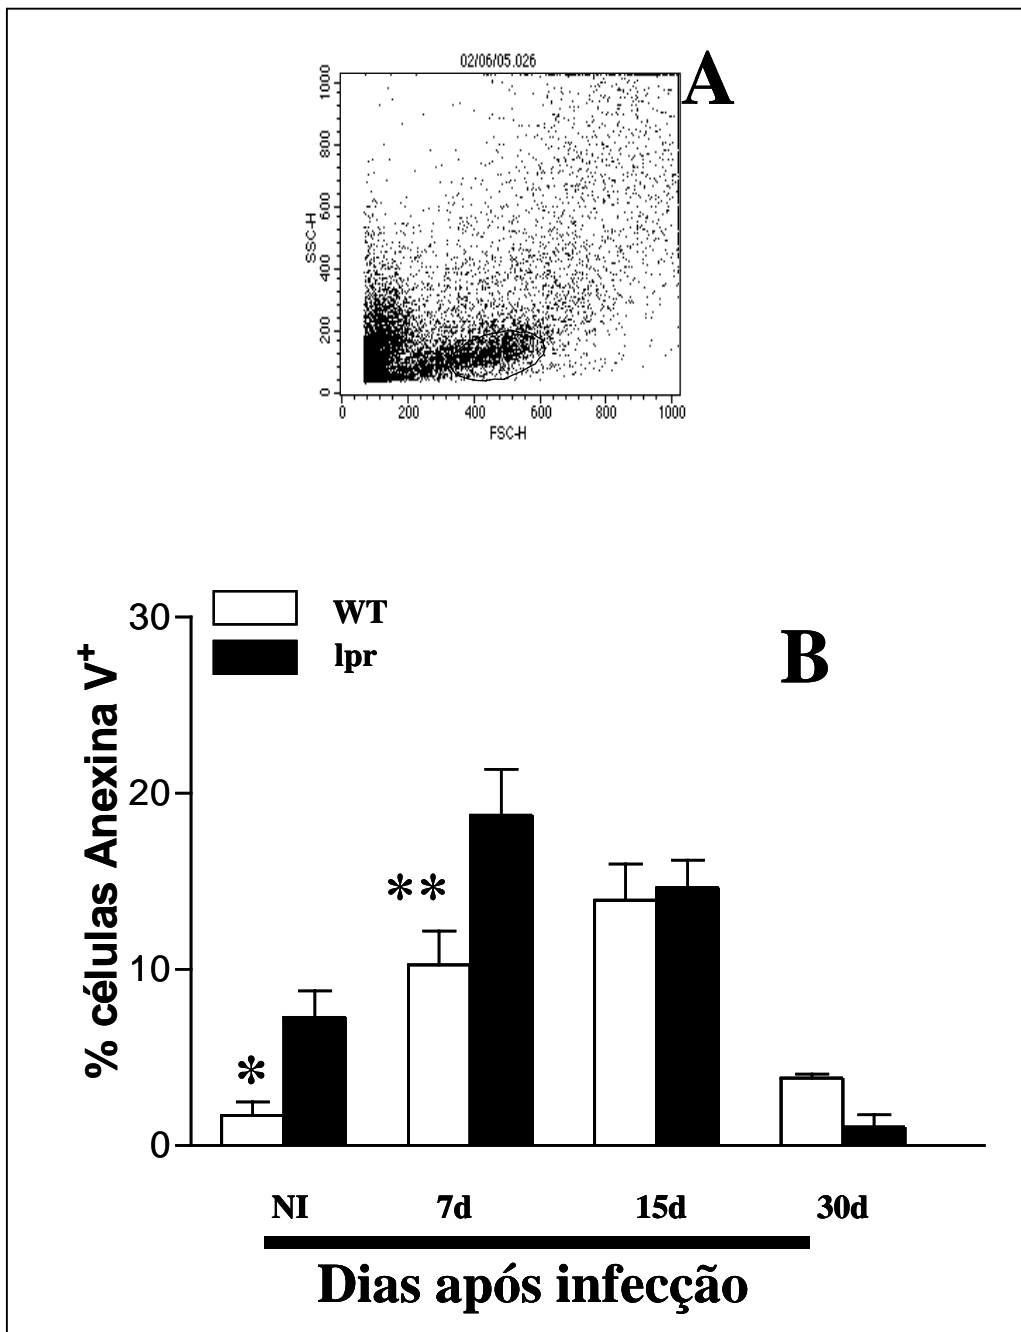 02/06/05.026
A
1000
800
600
400
200
0
SSC-H
0 200 400 600 800 1000
FSC-H
WT
lpr
B
% células Anexina V+
30
20
10
0
*
**
NI 7d 15d 30d
Dias após infecção